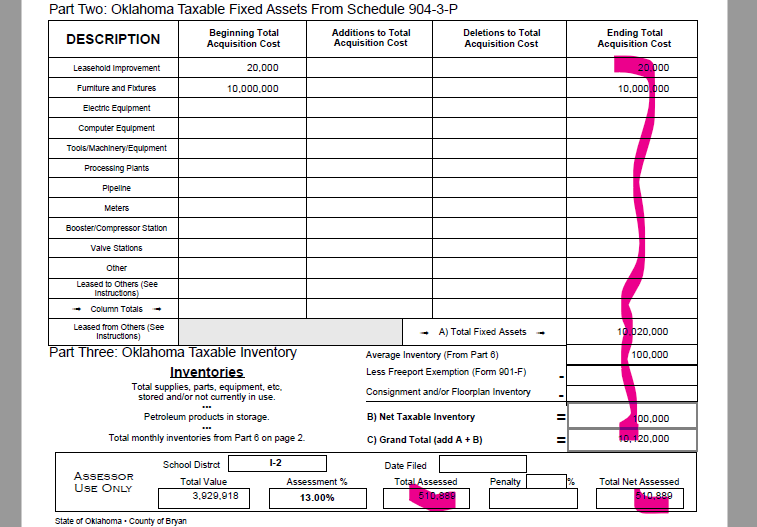 Part Two: Oklahoma Taxable Fixed Assets From Schedule 904-3-P
DESCRIPTION Beginning Total Acquisition Cost Additions to Total Acquisition Cost Deletions to Total Acquisition Cost Ending Total Acquisition Cost
Leasehold Improvement 20,000 20,000
Furniture and Fixtures 10,000,000 10,000,000
Electric Equipment
Computer Equipment
Tools/Machinery/Equipment
Processing Plants
Pipeline
Meters
Booster/Compressor Station
Valve Stations
Other
Leased to Others (See Instructions)
→ Column Totals →
Leased from Others (See Instructions) → A) Total Fixed Assets → 10,020,000
Part Three: Oklahoma Taxable Inventory
Average Inventory (From Part 6) 100,000
Inventories
Less Freeport Exemption (Form 901-F) -
Total supplies, parts, equipment, etc,
stored and/or not currently in use.
Consignment and/or Floorplan Inventory -
•••
Petroleum products in storage.
B) Net Taxable Inventory = 100,000
•••
Total monthly inventories from Part 6 on page 2.
C) Grand Total (add A + B) = 10,120,000
ASSESSOR
USE ONLY
School Distrct I-2 Date Filed
Total Value Assessment % Total Assessed Penalty % Total Net Assessed
3,929,918 13.00% 510,889 510,889
State of Oklahoma • County of Bryan